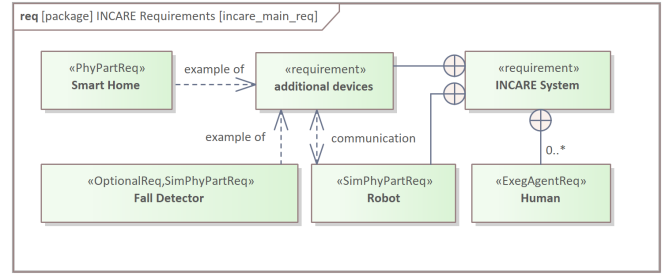 req [package] INCARE Requirements [incare_main_req]
«PhyPartReq»
Smart Home
example of
«requirement»
additional devices
«requirement»
INCARE System
example of
communication
0..*
«OptionalReq,SimPhyPartReq»
Fall Detector
«SimPhyPartReq»
Robot
«ExegAgentReq»
Human